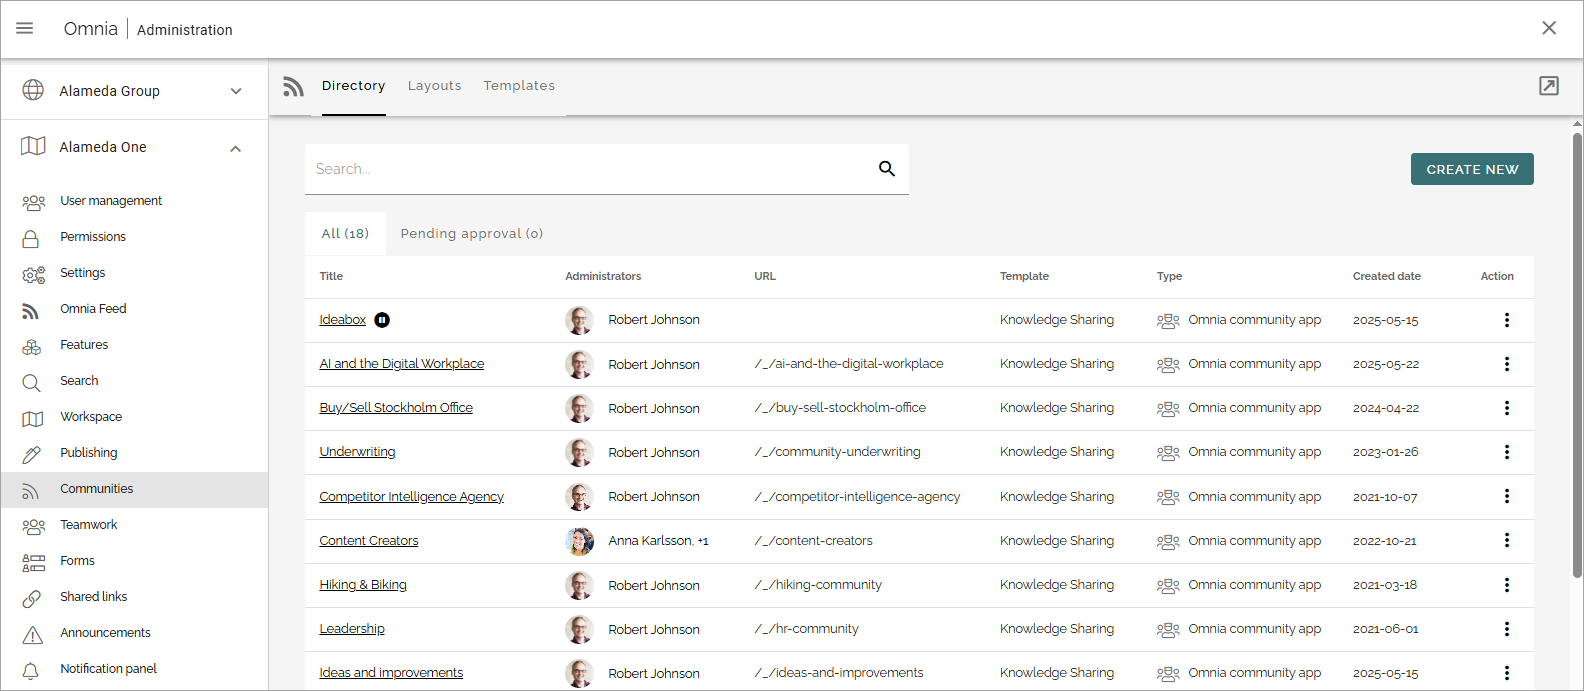 Omnia | Administration
Alameda Group
Alameda One
User management
Permissions
Settings
Omnia Feed
Features
Search
Workspace
Publishing
Communities
Teamwork
Forms
Shared links
Announcements
Notification panel
Directory Layouts Templates
Search...
CREATE NEW
All (18) Pending approval (0)
Title Administrators URL Template Type Created date Action
Ideabox Robert Johnson Knowledge Sharing Omnia community app 2025-05-15
AI and the Digital Workplace Robert Johnson /_/ai-and-the-digital-workplace Knowledge Sharing Omnia community app 2025-05-22
Buy/Sell Stockholm Office Robert Johnson /_/buy-sell-stockholm-office Knowledge Sharing Omnia community app 2024-04-22
Underwriting Robert Johnson /_/community-underwriting Knowledge Sharing Omnia community app 2023-01-26
Competitor Intelligence Agency Robert Johnson /_/competitor-intelligence-agency Knowledge Sharing Omnia community app 2021-10-07
Content Creators Anna Karlsson, +1 /_/content-creators Knowledge Sharing Omnia community app 2022-10-21
Hiking & Biking Robert Johnson /_/hiking-community Knowledge Sharing Omnia community app 2021-03-18
Leadership Robert Johnson /_/hr-community Knowledge Sharing Omnia community app 2021-06-01
Ideas and improvements Robert Johnson /_/ideas-and-improvements Knowledge Sharing Omnia community app 2025-05-15